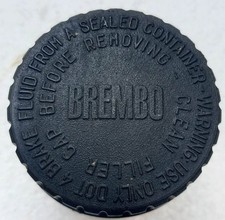 WARNING-USE ONLY DOT 4 BRAKE FLUID FROM A SEALED CONTAINER-
CLEAN FILLER CAP BEFORE REMOVING-
BREMBO